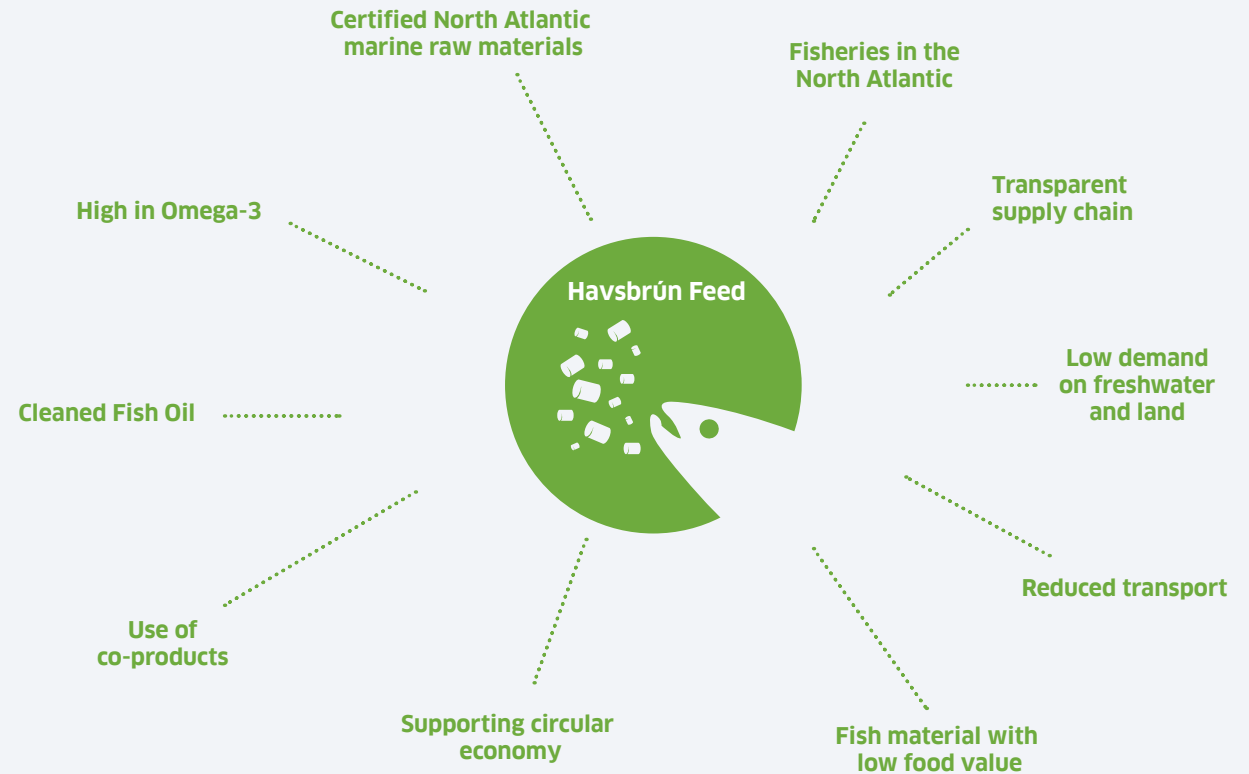 Certified North Atlantic
marine raw materials
Fisheries in the
North Atlantic
Transparent
supply chain
High in Omega-3
Havsbrún Feed
Low demand
on freshwater
and land
Cleaned Fish Oil
Reduced transport
Use of
co-products
Supporting circular
economy
Fish material with
low food value